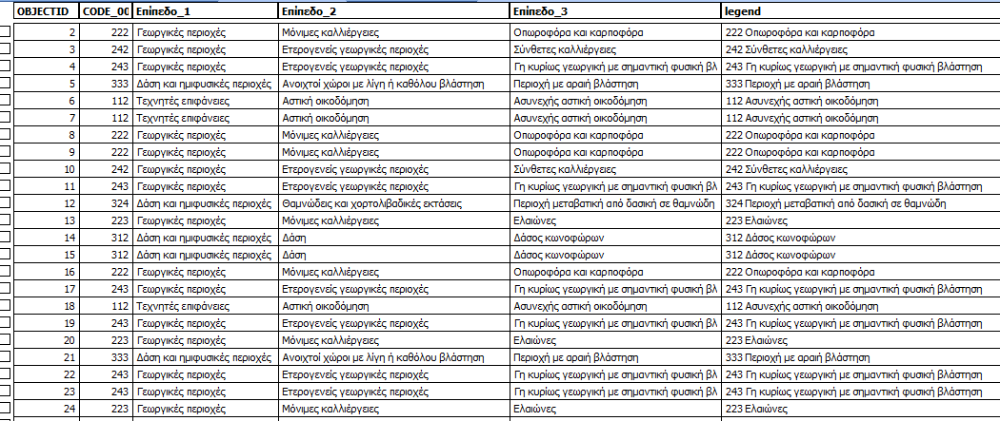 OBJECTID CODE_00 Επίπεδο_1 Επίπεδο_2 Επίπεδο_3 legend
2 222 Γεωργικές περιοχές Μόνιμες καλλιέργειες Οπωροφόρα και καρποφόρα 222 Οπωροφόρα και καρποφόρα
3 242 Γεωργικές περιοχές Ετερογενείς γεωργικές περιοχές Σύνθετες καλλιέργειες 242 Σύνθετες καλλιέργειες
4 243 Γεωργικές περιοχές Ετερογενείς γεωργικές περιοχές Γη κυρίως γεωργική με σημαντική φυσική βλ 243 Γη κυρίως γεωργική με σημαντική φυσική βλάστηση
5 333 Δάση και ημιφυσικές περιοχές Ανοιχτοί χώροι με λίγη ή καθόλου βλάστηση Περιοχή με αραιή βλάστηση 333 Περιοχή με αραιή βλάστηση
6 112 Τεχνητές επιφάνειες Αστική οικοδόμηση Ασυνεχής αστική οικοδόμηση 112 Ασυνεχής αστική οικοδόμηση
7 112 Τεχνητές επιφάνειες Αστική οικοδόμηση Ασυνεχής αστική οικοδόμηση 112 Ασυνεχής αστική οικοδόμηση
8 222 Γεωργικές περιοχές Μόνιμες καλλιέργειες Οπωροφόρα και καρποφόρα 222 Οπωροφόρα και καρποφόρα
9 222 Γεωργικές περιοχές Μόνιμες καλλιέργειες Οπωροφόρα και καρποφόρα 222 Οπωροφόρα και καρποφόρα
10 242 Γεωργικές περιοχές Ετερογενείς γεωργικές περιοχές Σύνθετες καλλιέργειες 242 Σύνθετες καλλιέργειες
11 243 Γεωργικές περιοχές Ετερογενείς γεωργικές περιοχές Γη κυρίως γεωργική με σημαντική φυσική βλ 243 Γη κυρίως γεωργική με σημαντική φυσική βλάστηση
12 324 Δάση και ημιφυσικές περιοχές Θαμνώδεις και χορτολιβαδικές εκτάσεις Περιοχή μεταβατική από δασική σε θαμνώδη 324 Περιοχή μεταβατική από δασική σε θαμνώδη
13 223 Γεωργικές περιοχές Μόνιμες καλλιέργειες Ελαιώνες 223 Ελαιώνες
14 312 Δάση και ημιφυσικές περιοχές Δάση Δάσος κωνοφώρων 312 Δάσος κωνοφώρων
15 312 Δάση και ημιφυσικές περιοχές Δάση Δάσος κωνοφώρων 312 Δάσος κωνοφώρων
16 222 Γεωργικές περιοχές Μόνιμες καλλιέργειες Οπωροφόρα και καρποφόρα 222 Οπωροφόρα και καρποφόρα
17 243 Γεωργικές περιοχές Ετερογενείς γεωργικές περιοχές Γη κυρίως γεωργική με σημαντική φυσική βλ 243 Γη κυρίως γεωργική με σημαντική φυσική βλάστηση
18 112 Τεχνητές επιφάνειες Αστική οικοδόμηση Ασυνεχής αστική οικοδόμηση 112 Ασυνεχής αστική οικοδόμηση
19 243 Γεωργικές περιοχές Ετερογενείς γεωργικές περιοχές Γη κυρίως γεωργική με σημαντική φυσική βλ 243 Γη κυρίως γεωργική με σημαντική φυσική βλάστηση
20 223 Γεωργικές περιοχές Μόνιμες καλλιέργειες Ελαιώνες 223 Ελαιώνες
21 333 Δάση και ημιφυσικές περιοχές Ανοιχτοί χώροι με λίγη ή καθόλου βλάστηση Περιοχή με αραιή βλάστηση 333 Περιοχή με αραιή βλάστηση
22 243 Γεωργικές περιοχές Ετερογενείς γεωργικές περιοχές Γη κυρίως γεωργική με σημαντική φυσική βλ 243 Γη κυρίως γεωργική με σημαντική φυσική βλάστηση
23 243 Γεωργικές περιοχές Ετερογενείς γεωργικές περιοχές Γη κυρίως γεωργική με σημαντική φυσική βλ 243 Γη κυρίως γεωργική με σημαντική φυσική βλάστηση
24 223 Γεωργικές περιοχές Μόνιμες καλλιέργειες Ελαιώνες 223 Ελαιώνες